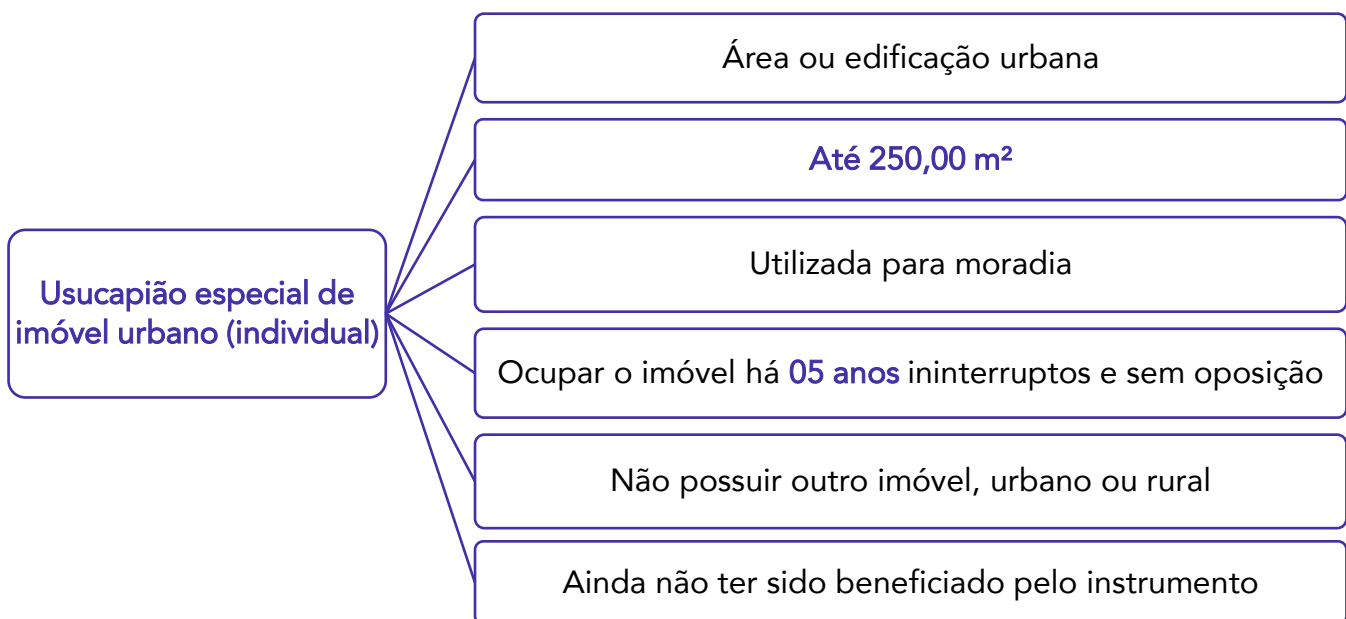 Usucapião especial de
imóvel urbano (individual)
Área ou edificação urbana
Até 250,00 m²
Utilizada para moradia
Ocupar o imóvel há 05 anos ininterruptos e sem oposição
Não possuir outro imóvel, urbano ou rural
Ainda não ter sido beneficiado pelo instrumento